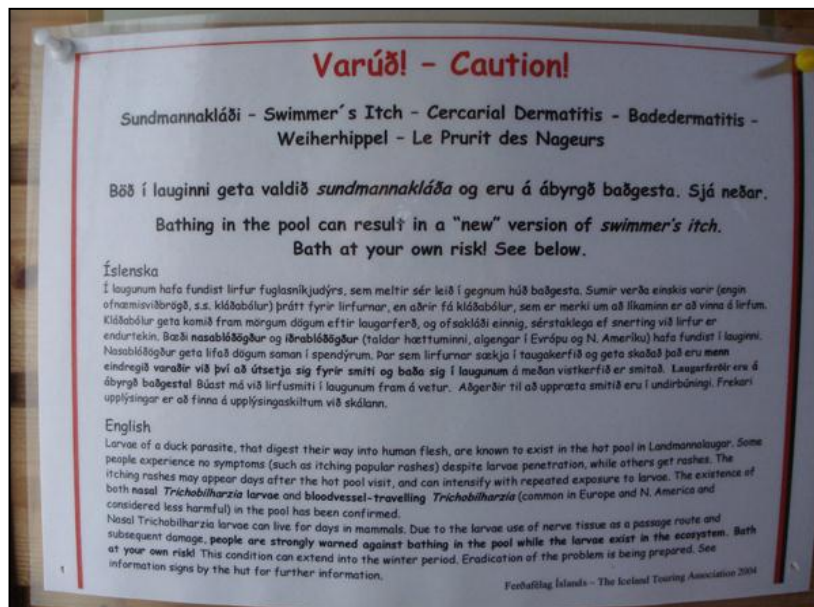 Varúð! - Caution!
Sundmannakláði - Swimmer´s Itch - Cercarial Dermatitis - Badedermatitis -
Weiherhippel - Le Prurit des Nageurs
Böð í lauginni geta valdið sundmannakláða og eru á ábyrgð baðgesta. Sjá neðar.
Bathing in the pool can result in a “new” version of swimmer's itch.
Bath at your own risk! See below.
Íslenska
Í laugunum hafa fundist lirfur fuglasníkjudýrs, sem meltir sér leið í gegnum húð baðgesta. Sumir verða einskis varir (engin
ofnæmisviðbrögð, s.s. kláðabólur) þrátt fyrir lirfurnar, en aðrir fá kláðabólur, sem er merki um að líkaminn er að vinna á lirfum.
Kláðabólur geta komið fram mörgum dögum eftir laugarferð, og ofsakláði einnig, sérstaklega ef snerting við lirfur er
endurtekin. Bæði nasablóðögður og iðrablóðögður (taldar hættuminni, algengar í Evrópu og N. Ameríku) hafa fundist í lauginni.
Nasablóðögður geta lifað dögum saman í spendýrum. Þar sem lirfurnar sækja í taugakerfið og geta skaðað það eru menn
eindregið varaðir við því að útsetja sig fyrir smiti og baða sig í laugunum á meðan vistkerfið er smitað. Laugarferðir eru á
ábyrgð baðgesta! Búast má við lirfusmiti í laugunum fram á vetur. Aðgerðir til að uppræta smitið eru í undirbúningi. Frekari
upplýsingar er að finna á upplýsingaskiltum við skálann.
English
Larvae of a duck parasite, that digest their way into human flesh, are known to exist in the hot pool in Landmannalaugar. Some
people experience no symptoms (such as itching papular rashes) despite larvae penetration, while others get rashes. The
itching rashes may appear days after the hot pool visit, and can intensify with repeated exposure to larvae. The existence of
both nasal Trichobilharzia larvae and bloodvessel-travelling Trichobilharzia (common in Europe and N. America and
considered less harmful) in the pool has been confirmed.
Nasal Trichobilharzia larvae can live for days in mammals. Due to the larvae use of nerve tissue as a passage route and
subsequent damage, people are strongly warned against bathing in the pool while the larvae exist in the ecosystem. Bath
at your own risk! This condition can extend into the winter period. Eradication of the problem is being prepared. See
information signs by the hut for further information.
Ferðafélag Íslands - The Iceland Touring Association 2004